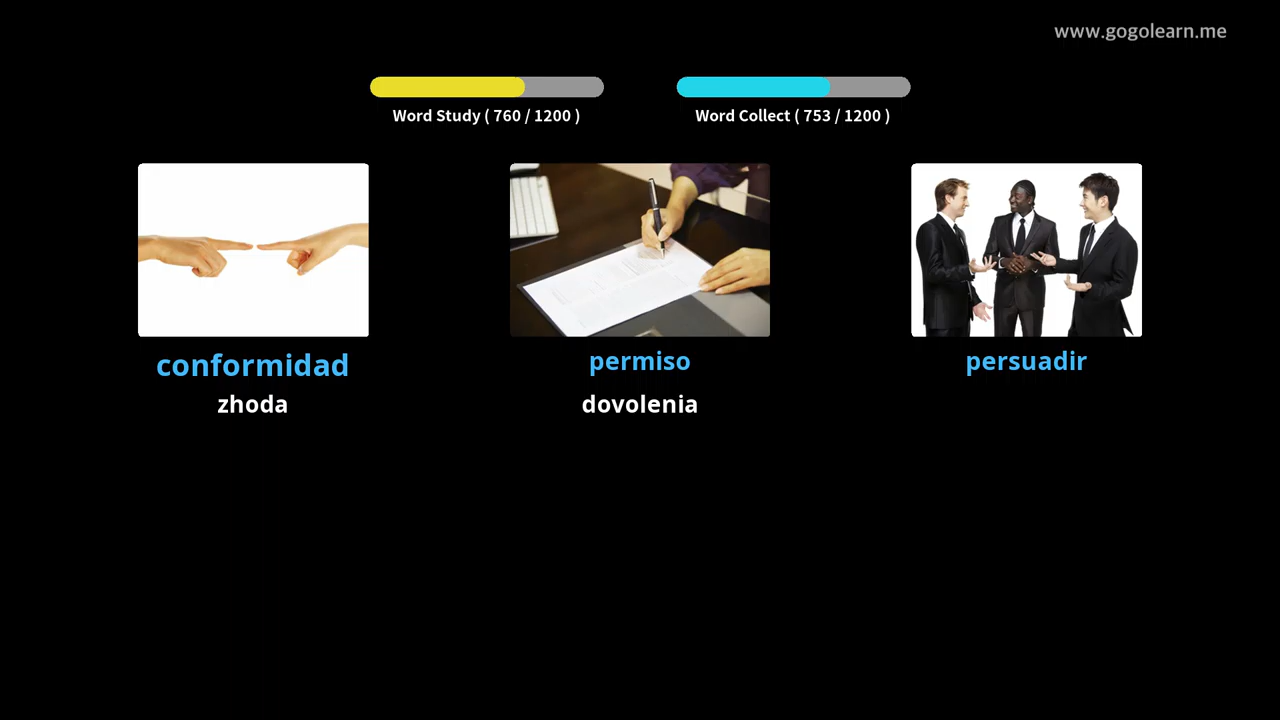 www.gogolearn.me
Word Study ( 760 / 1200 )
Word Collect ( 753 / 1200 )
conformidad
permiso
persuadir
zhoda
dovolenia